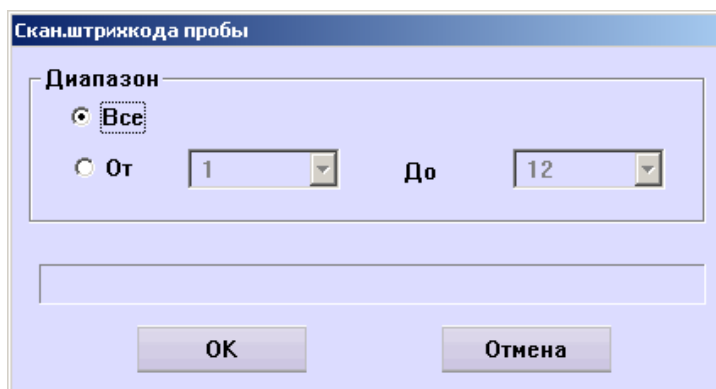 Скан.штрихкода пробы
Диапазон
Все
От 1 До 12
OK Отмена